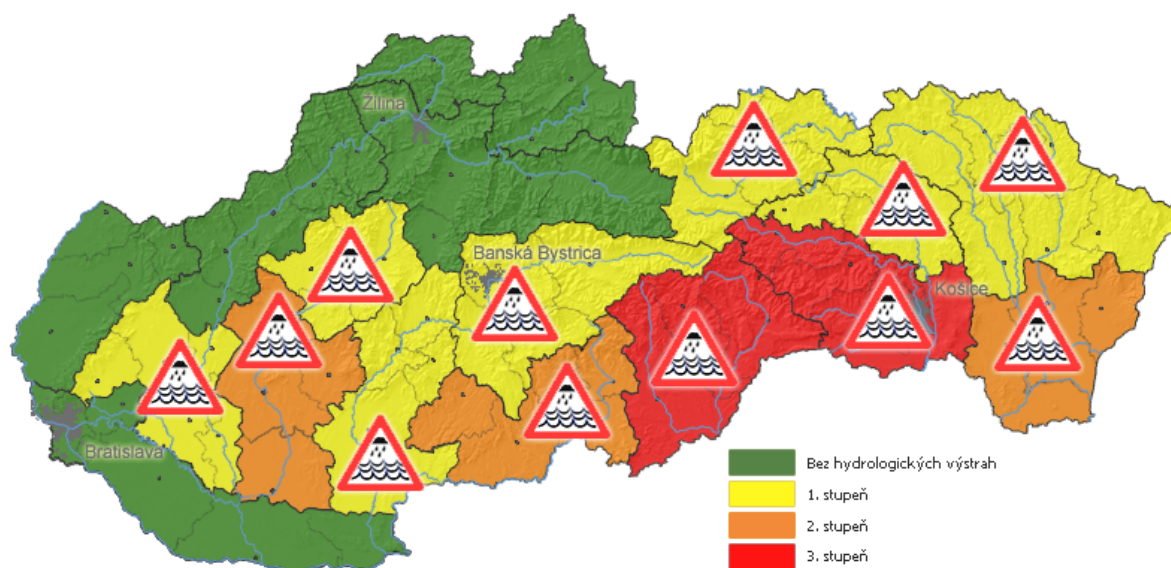 Žilina
Banská Bystrica
Košice
Bratislava
Bez hydrologických výstrah
1. stupeň
2. stupeň
3. stupeň